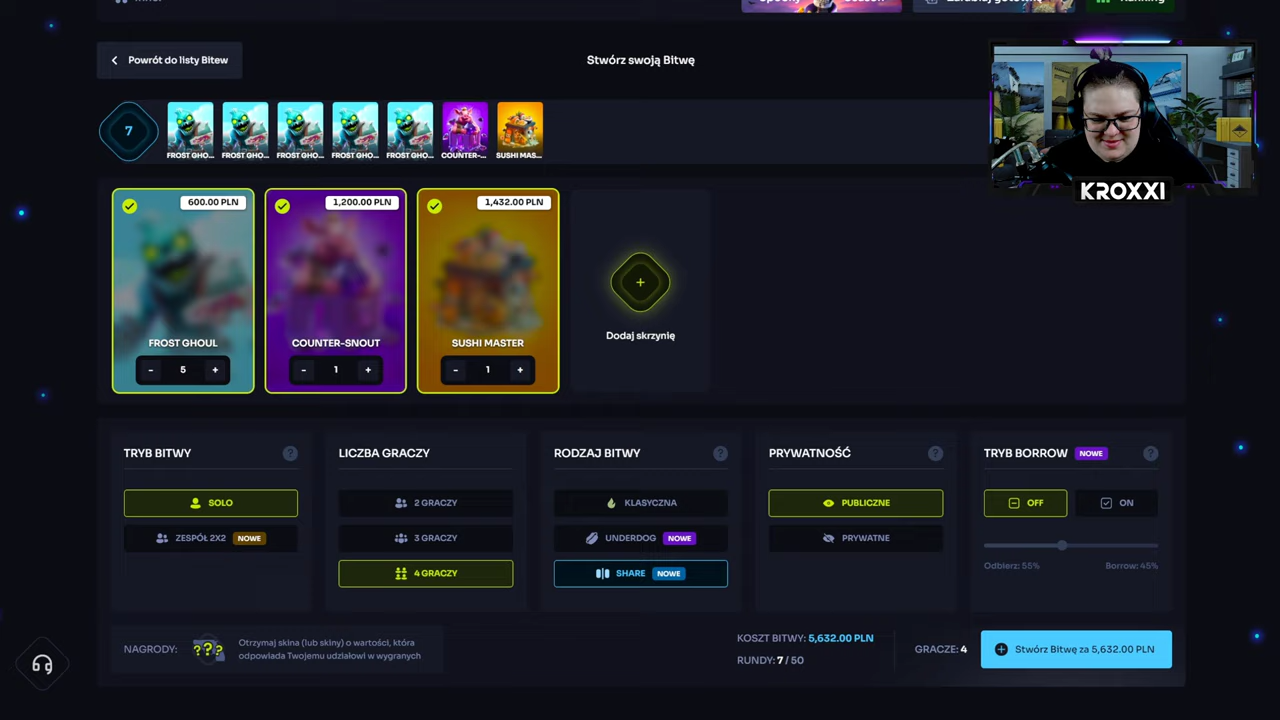 Powrót do listy Bitew
Stwórz swoją Bitwę
7
FROST GHO...
FROST GHO...
FROST GHO...
FROST GHO...
FROST GHO...
COUNTER-...
SUSHI MAS...
KROXXI
600.00 PLN
1,200.00 PLN
1,432.00 PLN
+
Dodaj skrzynię
FROST GHOUL
COUNTER-SNOUT
SUSHI MASTER
- 5 +
- 1 +
- 1 +
TRYB BITWY ?
LICZBA GRACZY
RODZAJ BITWY ?
PRYWATNOŚĆ ?
TRYB BORROW NOWE ?
SOLO
2 GRACZY
KLASYCZNA
PUBLICZNE
OFF
ON
ZESPÓŁ 2X2 NOWE
3 GRACZY
UNDERDOG NOWE
PRYWATNE
4 GRACZY
SHARE NOWE
Odbierz: 55%
Borrow: 45%
NAGRODY:
???
Otrzymaj skina (lub skiny) o wartości, która
odpowiada Twojemu udziałowi w wygranych
KOSZT BITWY: 5,632.00 PLN
RUNDY: 7 / 50
GRACZE: 4
Stwórz Bitwę za 5,632.00 PLN